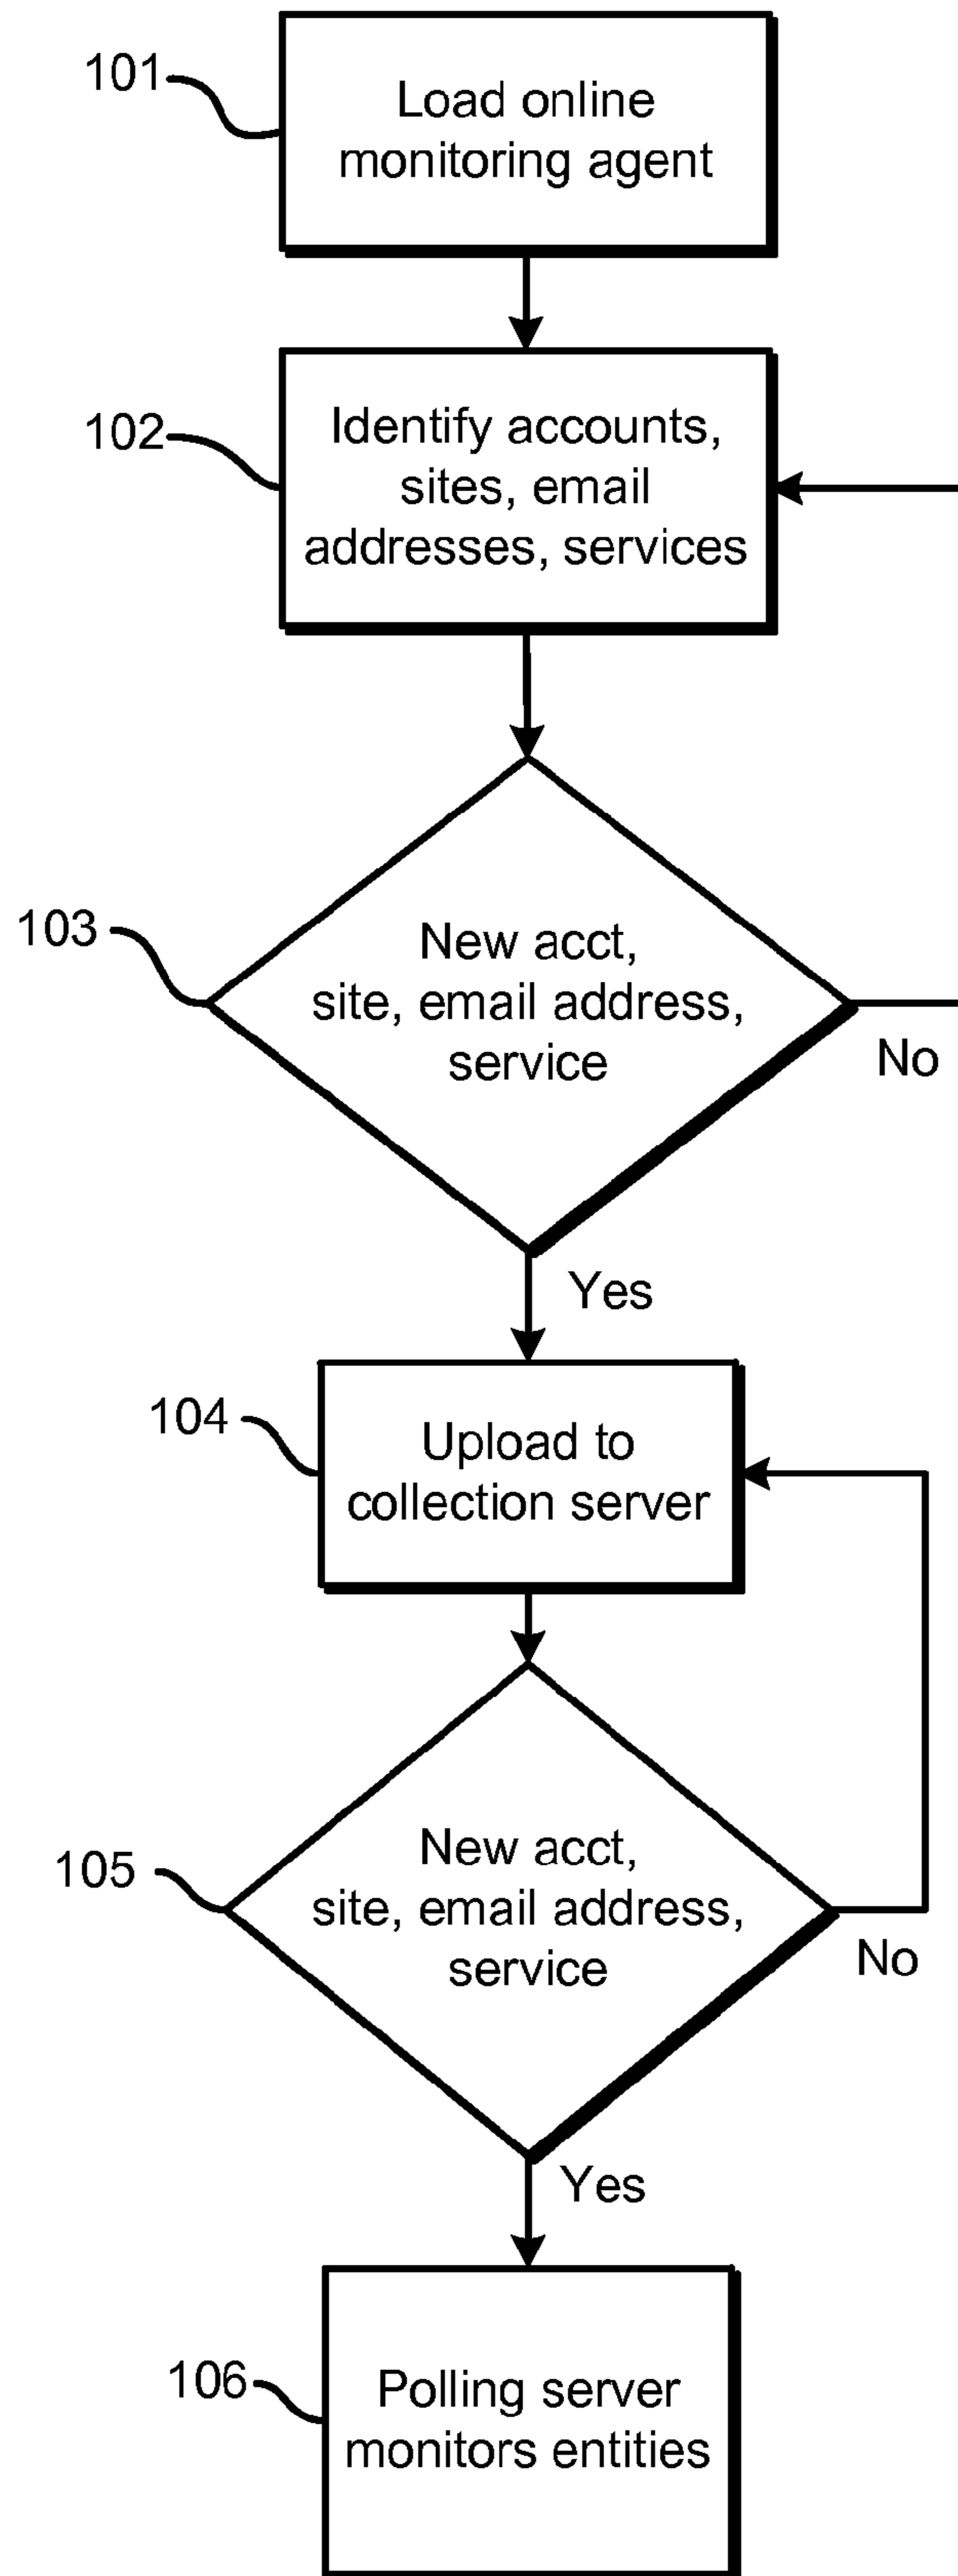 101
Load online
monitoring agent
102
Identify accounts,
sites, email
addresses, services
103
New acct,
site, email address,
service
No
Yes
104
Upload to
collection server
105
New acct,
site, email address,
service
No
Yes
106
Polling server
monitors entities